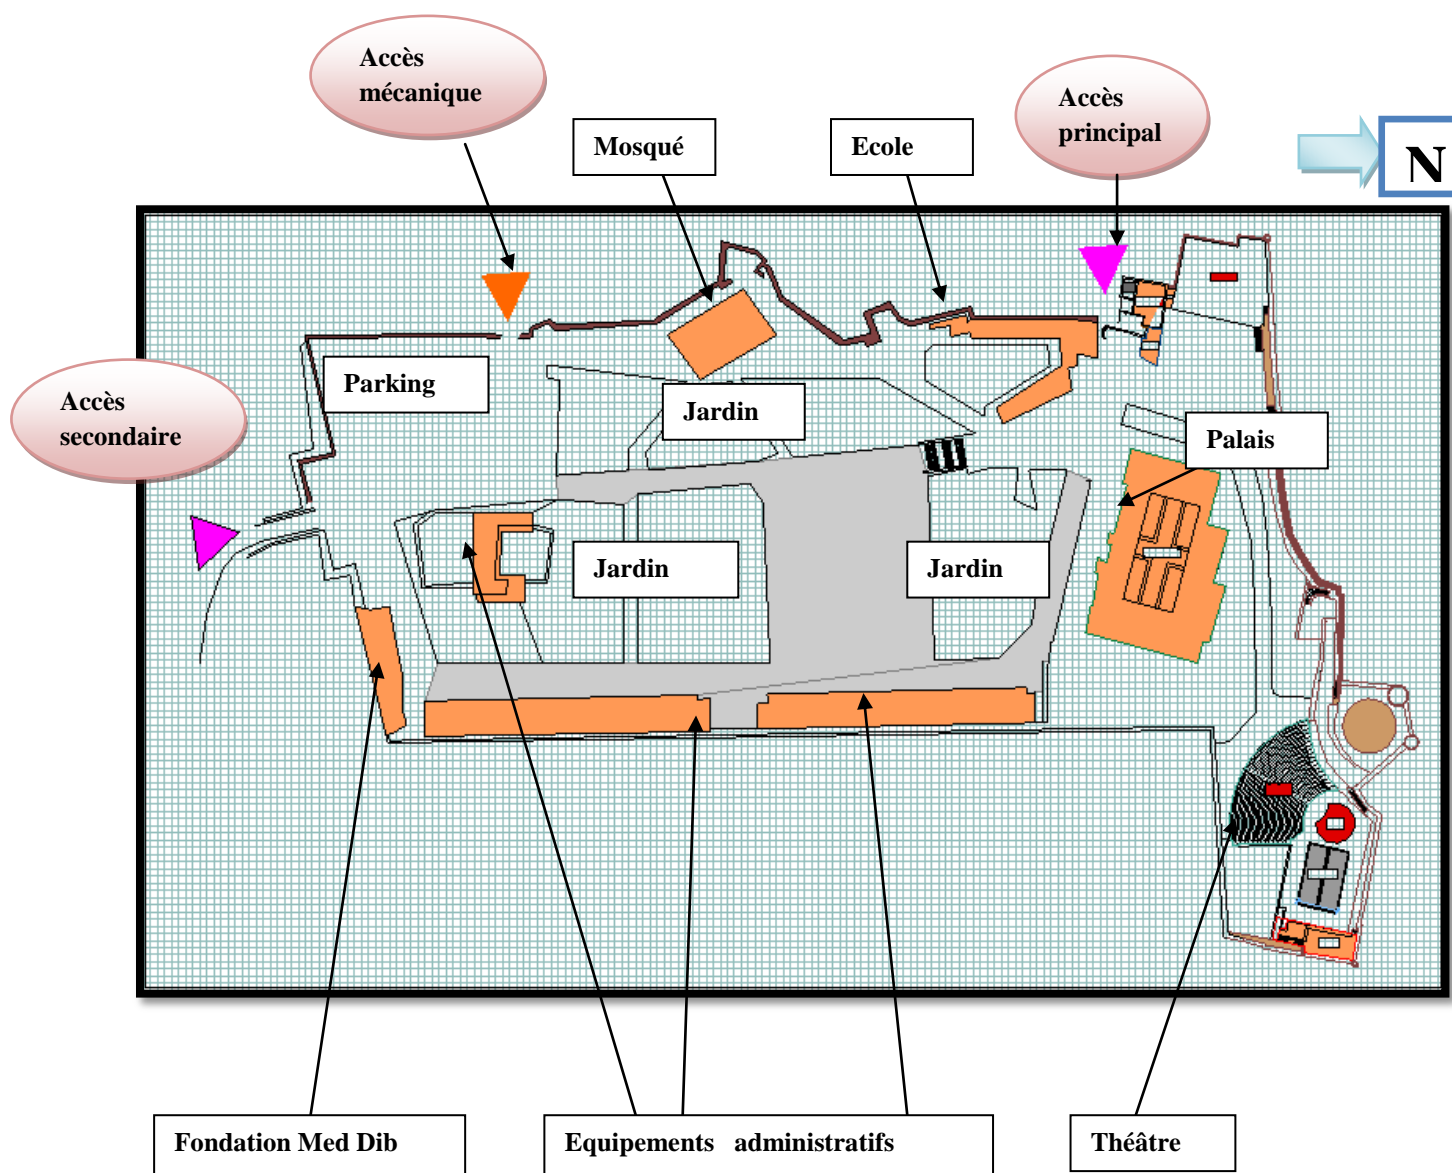 Accès
mécanique
Accès
principal
Mosqué
Ecole
N
Parking
Accès
secondaire
Jardin
Palais
Jardin
Jardin
Fondation Med Dib
Equipements administratifs
Théâtre